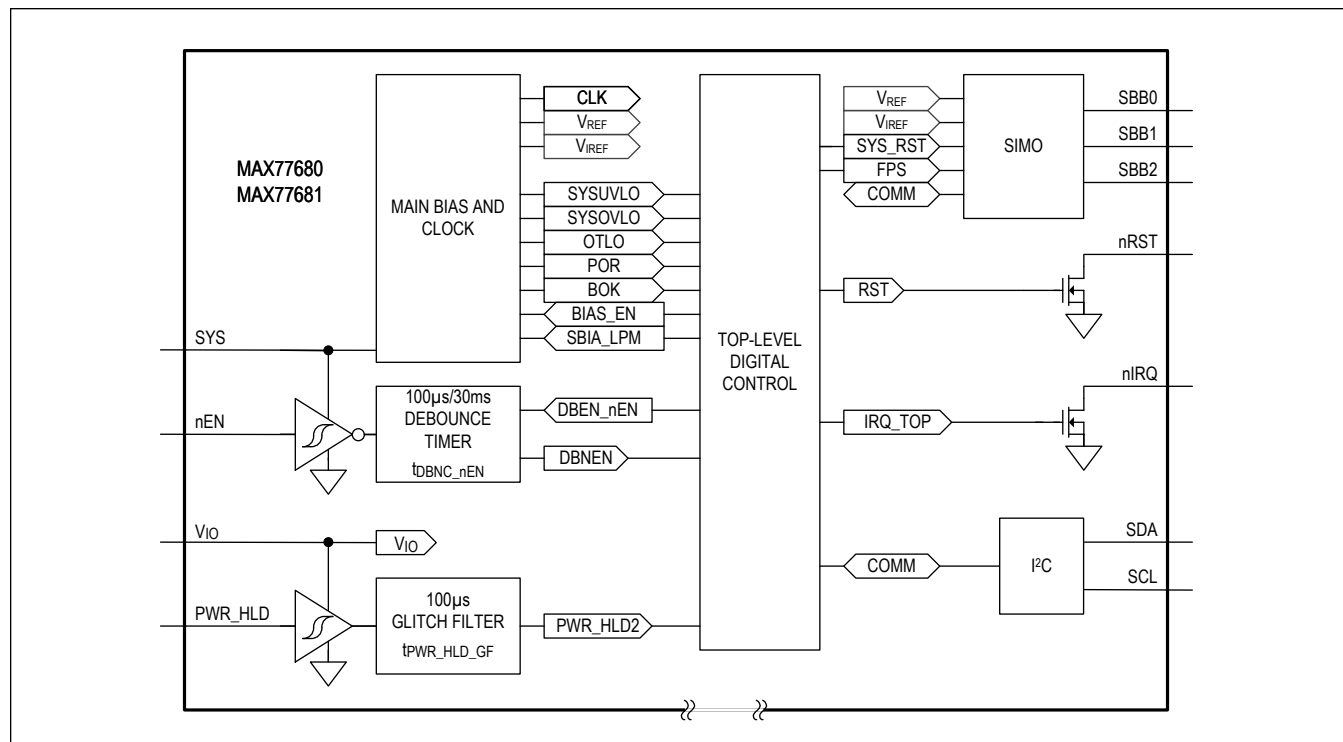 MAX77680
MAX77681
MAIN BIAS AND
CLOCK
CLK
VREF
VIREF
SYSUVLO
SYSOVLO
OTLO
POR
BOK
BIAS_EN
SBIA_LPM
SYS
nEN
100µs/30ms
DEBOUNCE
TIMER
tDBNC_nEN
DBEN_nEN
DBNEN
VIO
VIO
PWR_HLD
100µs
GLITCH FILTER
tPWR_HLD_GF
PWR_HLD2
TOP-LEVEL
DIGITAL
CONTROL
VREF
VIREF
SYS_RST
FPS
COMM
SIMO
SBB0
SBB1
SBB2
nRST
RST
nIRQ
IRQ_TOP
COMM
I²C
SDA
SCL